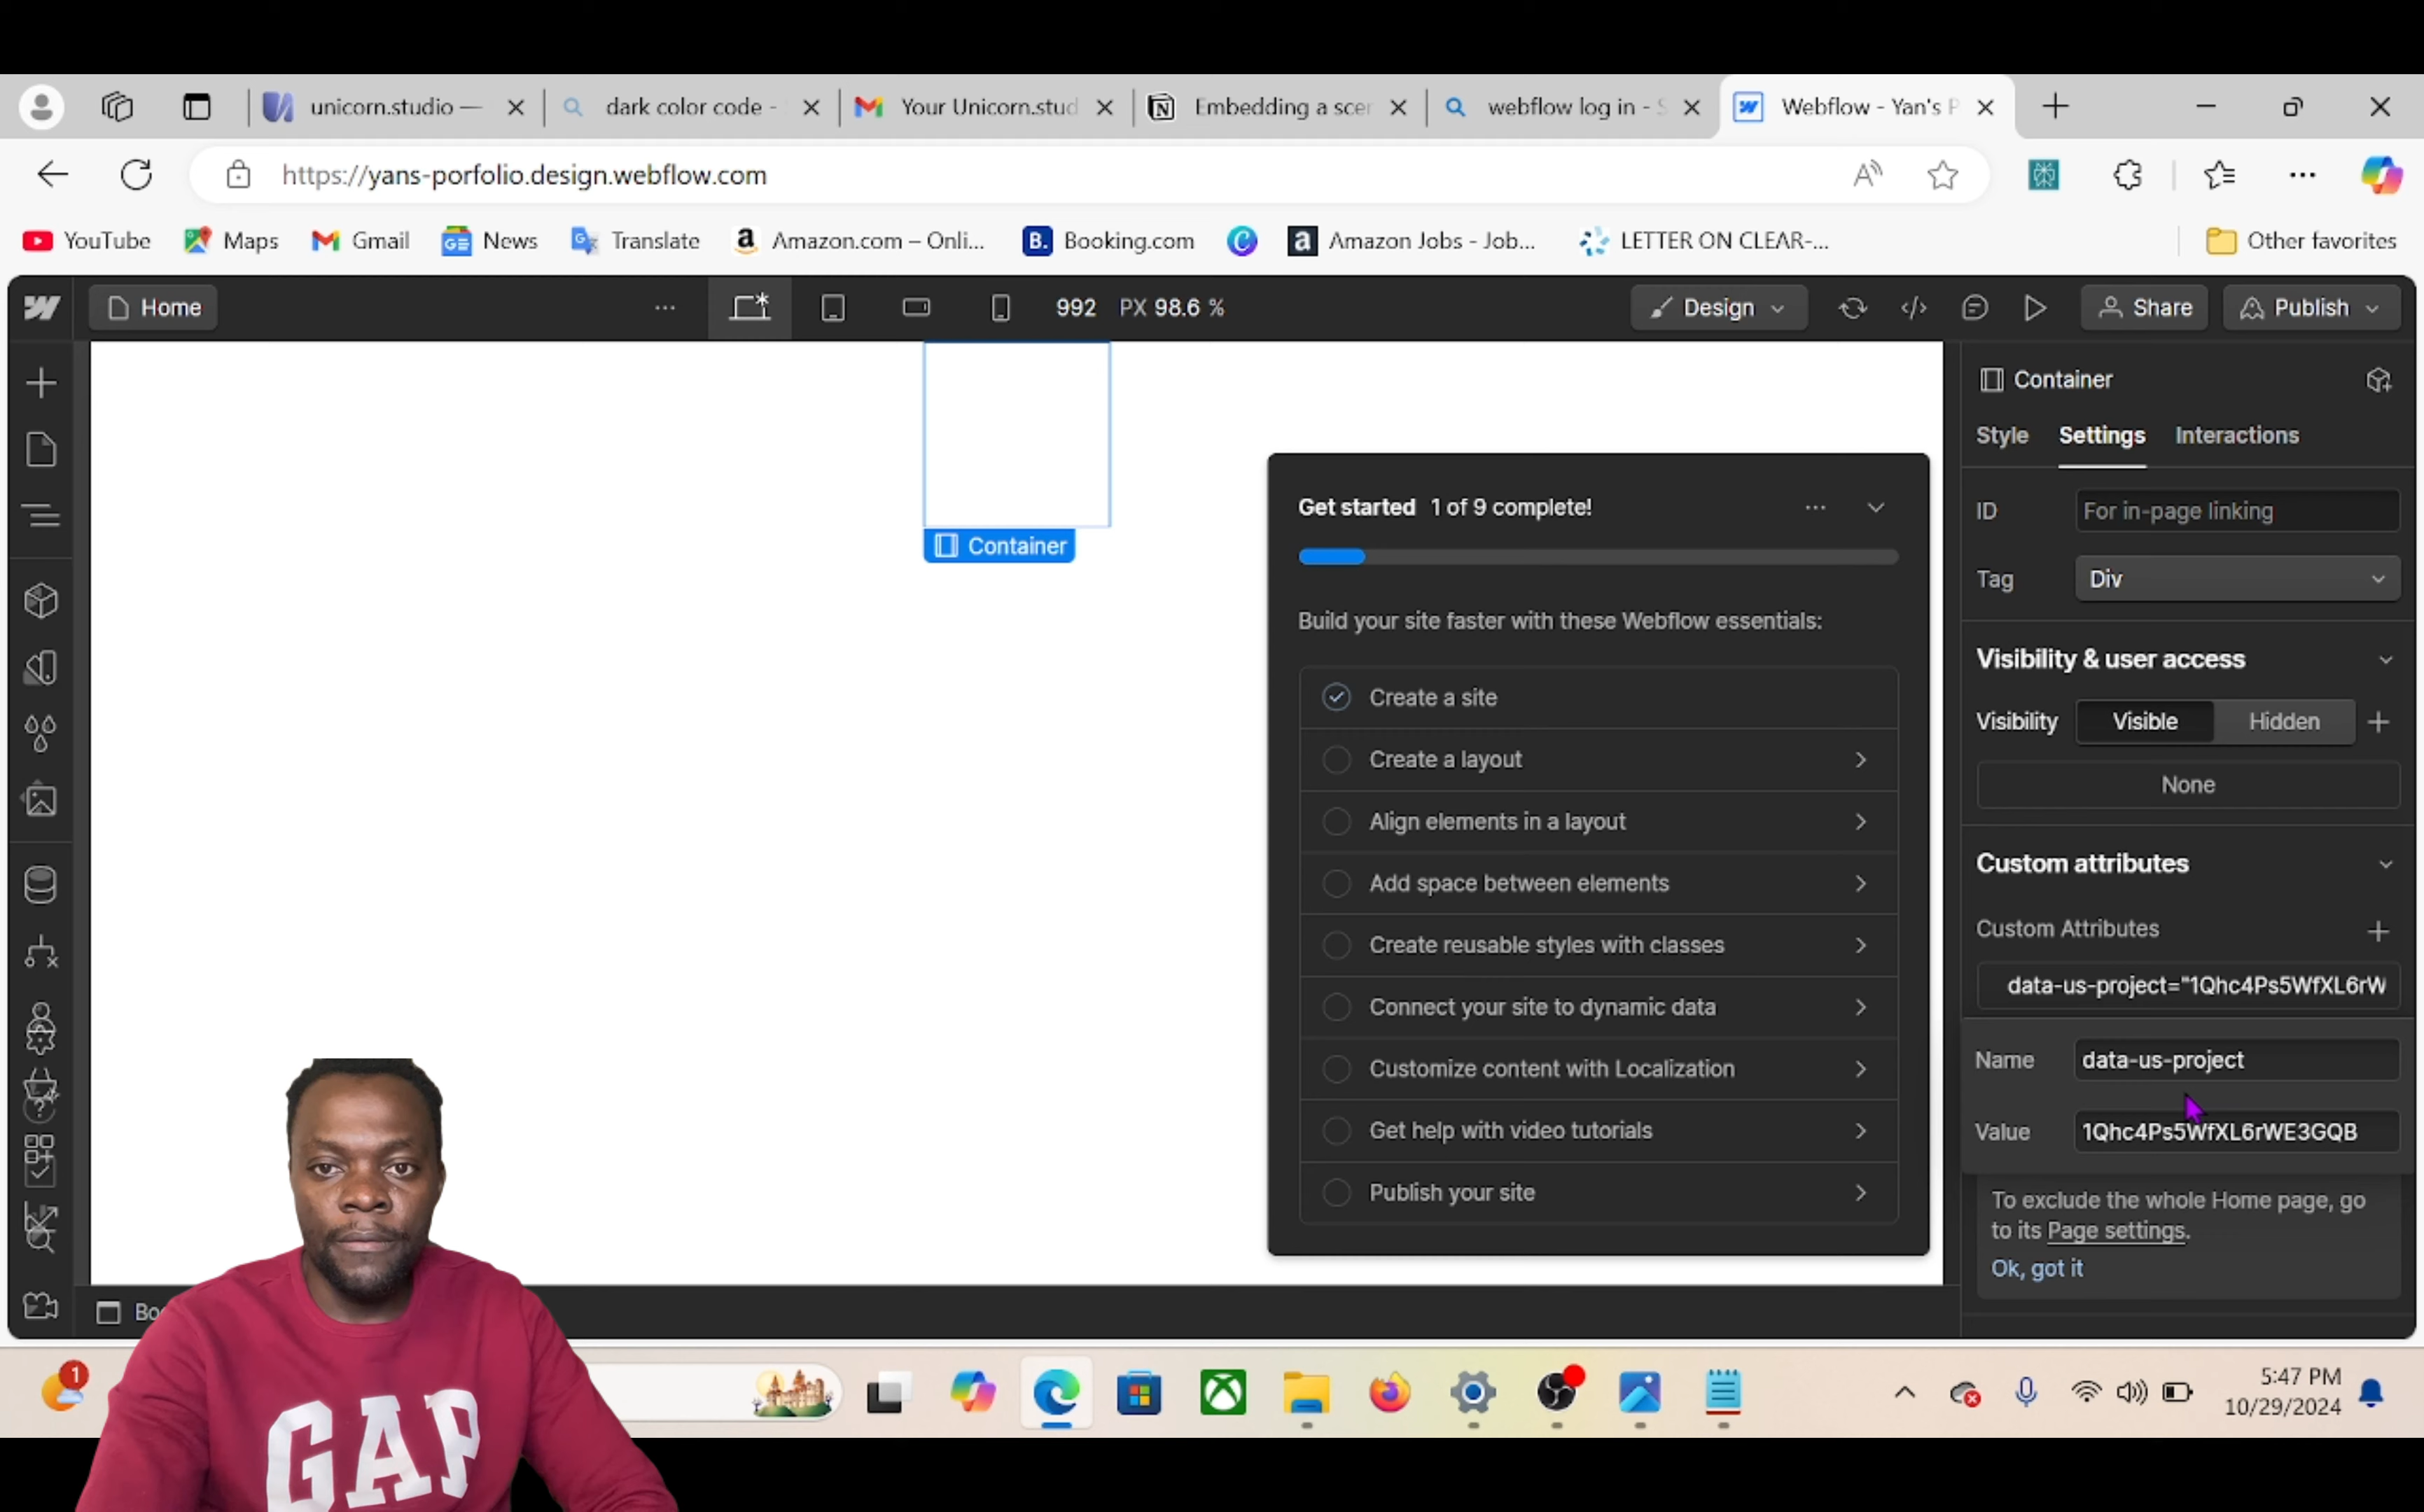 unicorn.studio —
dark color code -
Your Unicorn.stud
Embedding a scer
webflow log in - S
Webflow - Yan's P
https://yans-porfolio.design.webflow.com
YouTube
Maps
Gmail
News
Translate
Amazon.com – Onli...
Booking.com
Amazon Jobs - Job...
LETTER ON CLEAR-...
Other favorites
Home
992 PX 98.6 %
Design
Share
Publish
Container
Style Settings Interactions
ID For in-page linking
Tag Div
Visibility & user access
Visibility Visible Hidden
None
Custom attributes
Custom Attributes
data-us-project="1Qhc4Ps5WfXL6rW
Name data-us-project
Value 1Qhc4Ps5WfXL6rWE3GQB
To exclude the whole Home page, go
to its Page settings.
Ok, got it
Container
Get started 1 of 9 complete!
Build your site faster with these Webflow essentials:
Create a site
Create a layout
Align elements in a layout
Add space between elements
Create reusable styles with classes
Connect your site to dynamic data
Customize content with Localization
Get help with video tutorials
Publish your site
GAP
1
5:47 PM
10/29/2024